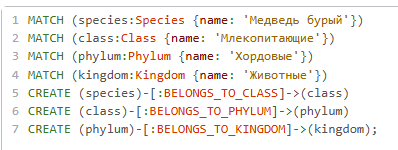 1 MATCH (species:Species {name: 'Медведь бурый'})
2 MATCH (class:Class {name: 'Млекопитающие'})
3 MATCH (phylum:Phylum {name: 'Хордовые'})
4 MATCH (kingdom:Kingdom {name: 'Животные'})
5 CREATE (species)-[:BELONGS_TO_CLASS]->(class)
6 CREATE (class)-[:BELONGS_TO_PHYLUM]->(phylum)
7 CREATE (phylum)-[:BELONGS_TO_KINGDOM]->(kingdom);